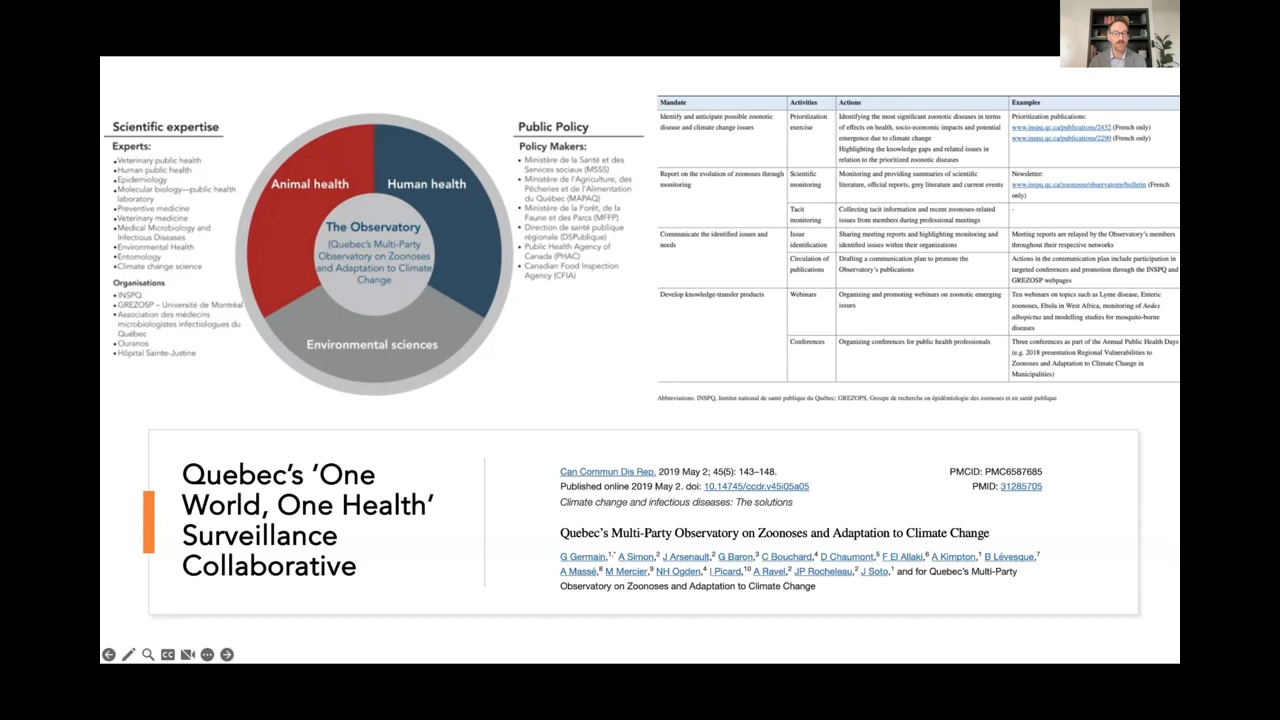 Scientific expertise
Experts:
•Veterinary public health
•Human public health
•Epidemiology
•Molecular biology—public health
laboratory
•Preventive medicine
•Veterinary medicine
•Medical Microbiology and
Infectious Diseases
•Environmental Health
•Entomology
•Climate change science
Organisations
•INSPQ
•GREZOSP – Université de Montréal
•Association des médecins
microbiologistes infectiologues du
Québec
•Ouranos
•Hôpital Sainte-Justine
Animal health
Human health
The Observatory
(Quebec's Multi-Party
Observatory on Zoonoses
and Adaptation to Climate
Change
Environmental sciences
Public Policy
Policy Makers:
• Ministère de la Santé et des
Services sociaux (MSSS)
• Ministère de l'Agriculture, des
Pêcheries et de l'Alimentation
du Québec (MAPAQ)
• Ministère de la Forêt, de la
Faune et des Parcs (MFFP)
• Direction de santé publique
régionale (DSPublique)
• Public Health Agency of
Canada (PHAC)
• Canadian Food Inspection
Agency (CFIA)
Mandate Activities Actions Examples
Identify and anticipate possible zoonotic
disease and climate change issues
Prioritization
exercise
Identifying the most significant zoonotic diseases in terms
of effects on health, socio-economic impacts and potential
emergence due to climate change
Highlighting the knowledge gaps and related issues in
relation to the prioritized zoonotic diseases
Prioritization publications:
www.inspq.qc.ca/publications/2432 (French only)
www.inspq.qc.ca/publications/2290 (French only)
Report on the evolution of zoonoses through
monitoring
Scientific
monitoring
Monitoring and providing summaries of scientific
literature, official reports, grey literature and current events
Newsletter:
www.inspq.qc.ca/zoonoses/observatoire/bulletin (French
only)
Tacit
monitoring
Collecting tacit information and recent zoonoses-related
issues from members during professional meetings
-
Communicate the identified issues and
needs
Issue
identification
Sharing meeting reports and highlighting monitoring and
identified issues within their organizations
Meeting reports are relayed by the Observatory's members
throughout their respective networks
Circulation of
publications
Drafting a communication plan to promote the
Observatory's publications
Actions in the communication plan include participation in
targeted conferences and promotion through the INSPQ and
GREZOSP webpages
Develop knowledge-transfer products
Webinars
Organizing and promoting webinars on zoonotic emerging
issues
Ten webinars on topics such as Lyme disease, Enteric
zoonoses, Ebola in West Africa, monitoring of Aedes
albopictus and modelling studies for mosquito-borne
diseases
Conferences
Organizing conferences for public health professionals
Three conferences as part of the Annual Public Health Days
(e.g. 2018 presentation Regional Vulnerabilities to
Zoonoses and Adaptation to Climate Change in
Municipalities)
Abbreviations: INSPQ, Institut national de santé publique du Québec; GREZOPS, Groupe de recherche en épidémiologie des zoonoses et en santé publique
Quebec's 'One
World, One Health'
Surveillance
Collaborative
Can Commun Dis Rep. 2019 May 2; 45(5): 143–148.
Published online 2019 May 2. doi: 10.14745/ccdr.v45i05a05
Climate change and infectious diseases: The solutions
PMCID: PMC6587685
PMID: 31285705
Quebec's Multi-Party Observatory on Zoonoses and Adaptation to Climate Change
G Germain,1,* A Simon,2 J Arsenault,2 G Baron,3 C Bouchard,4 D Chaumont,5 F El Allaki,6 A Kimpton,1 B Lévesque,7
A Massé,8 M Mercier,9 NH Ogden,4 I Picard,10 A Ravel,2 JP Rocheleau,2 J Soto,1 and for Quebec's Multi-Party
Observatory on Zoonoses and Adaptation to Climate Change
CC